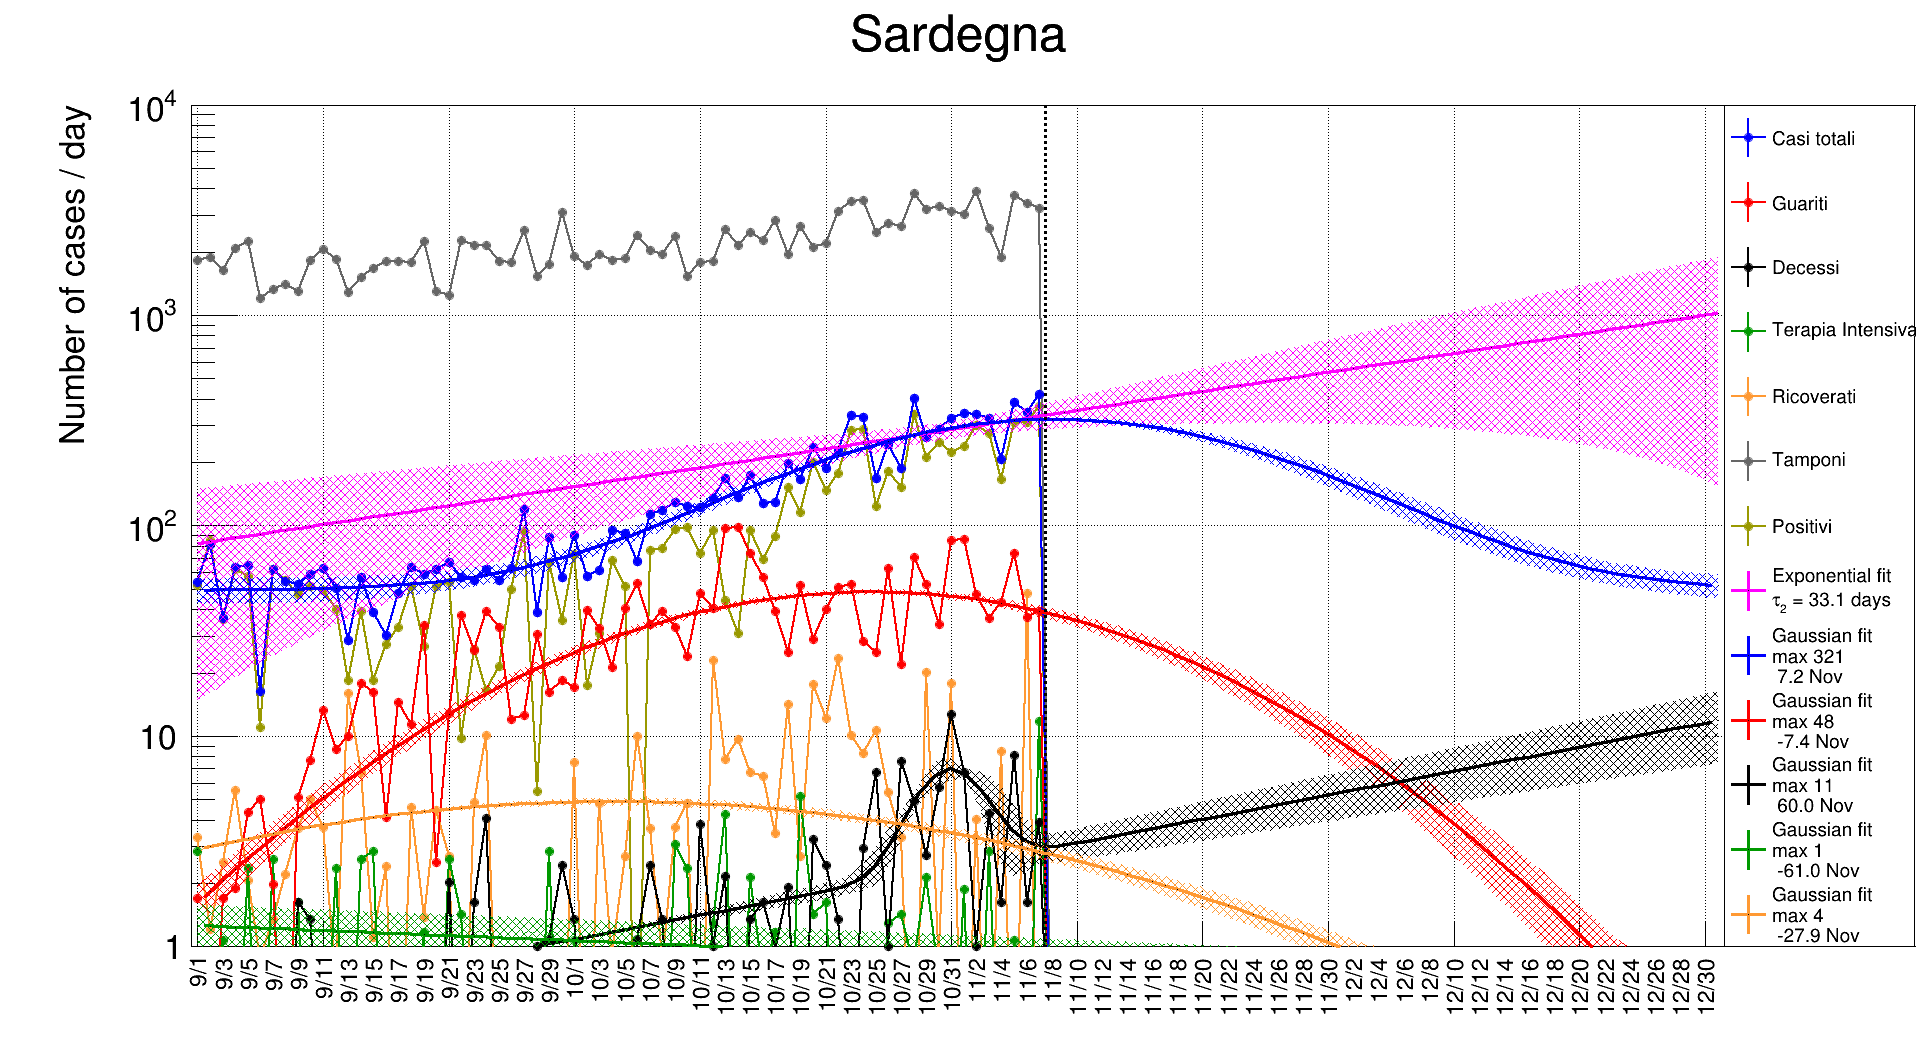 Sardegna
Number of cases / day
10^4
10^3
10^2
10
1
9/1 9/3 9/5 9/7 9/9 9/11 9/13 9/15 9/17 9/19 9/21 9/23 9/25 9/27 9/29 10/1 10/3 10/5 10/7 10/9 10/11 10/13 10/15 10/17 10/19 10/21 10/23 10/25 10/27 10/29 10/31 11/2 11/4 11/6 11/8 11/10 11/12 11/14 11/16 11/18 11/20 11/22 11/24 11/26 11/28 11/30 12/2 12/4 12/6 12/8 12/10 12/12 12/14 12/16 12/18 12/20 12/22 12/24 12/26 12/28 12/30
Casi totali
Guariti
Decessi
Terapia Intensiva
Ricoverati
Tamponi
Positivi
Exponential fit
τ₂ = 33.1 days
Gaussian fit
max 321
7.2 Nov
Gaussian fit
max 48
-7.4 Nov
Gaussian fit
max 11
60.0 Nov
Gaussian fit
max 1
-61.0 Nov
Gaussian fit
max 4
-27.9 Nov